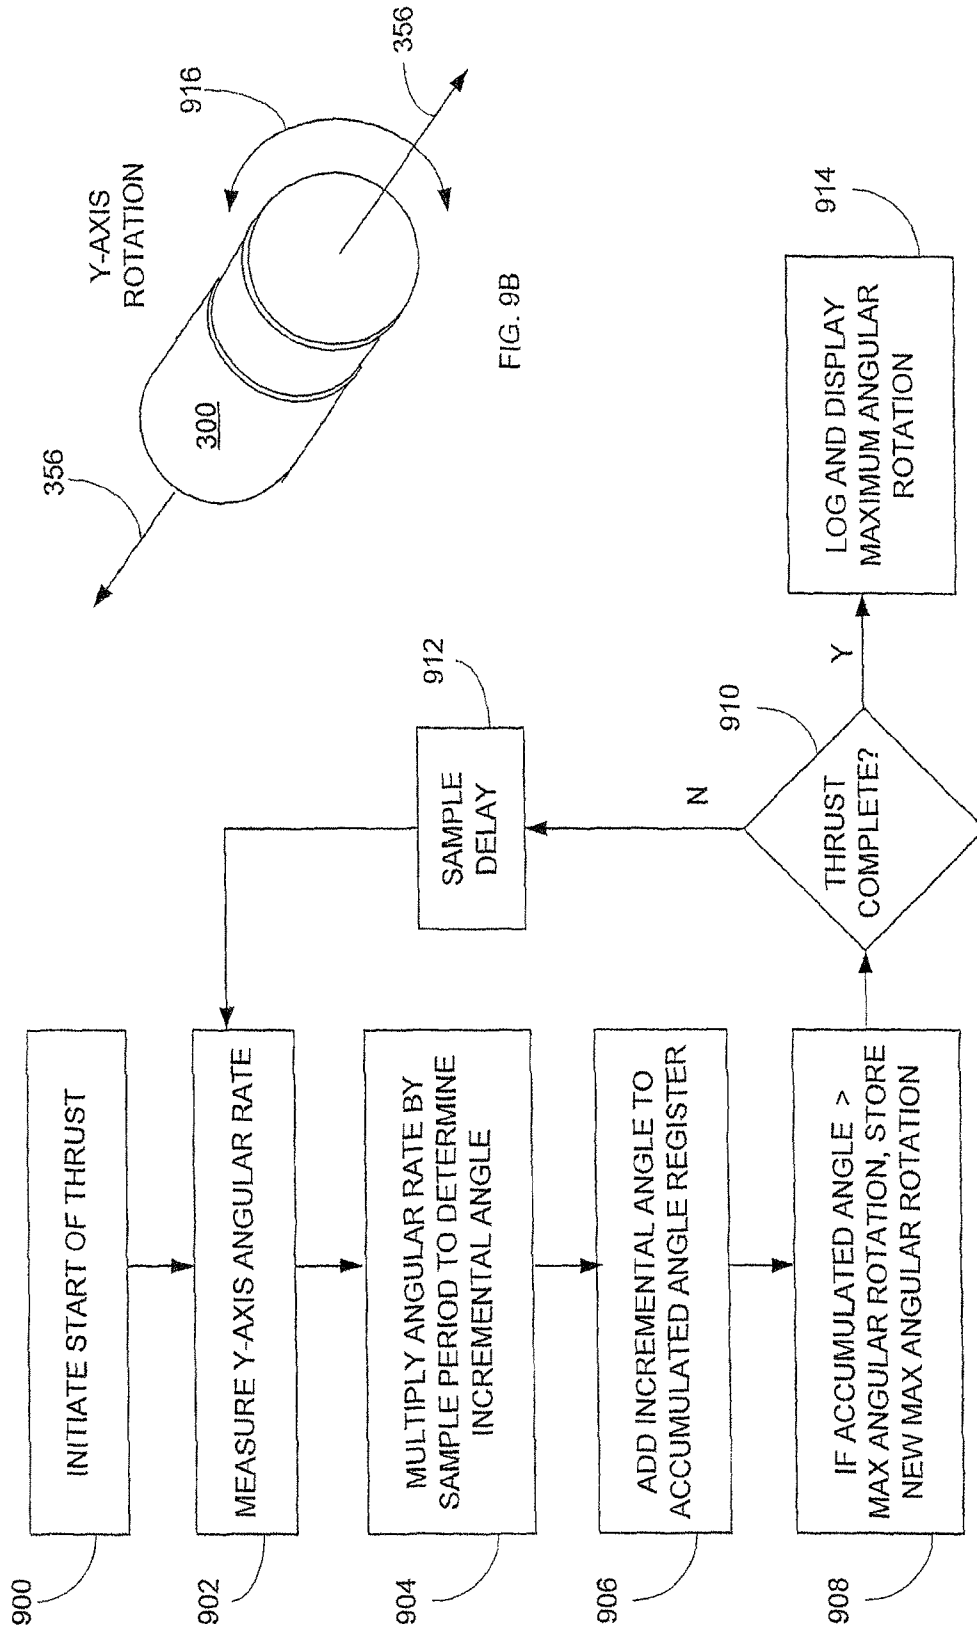 900
INITIATE START OF THRUST
902
MEASURE Y-AXIS ANGULAR RATE
904
MULTIPLY ANGULAR RATE BY
SAMPLE PERIOD TO DETERMINE
INCREMENTAL ANGLE
906
ADD INCREMENTAL ANGLE TO
ACCUMULATED ANGLE REGISTER
908
IF ACCUMULATED ANGLE >
MAX ANGULAR ROTATION, STORE
NEW MAX ANGULAR ROTATION
910
THRUST
COMPLETE?
N
Y
912
SAMPLE
DELAY
914
LOG AND DISPLAY
MAXIMUM ANGULAR
ROTATION
Y-AXIS
ROTATION
916
356
300
356
FIG. 9B